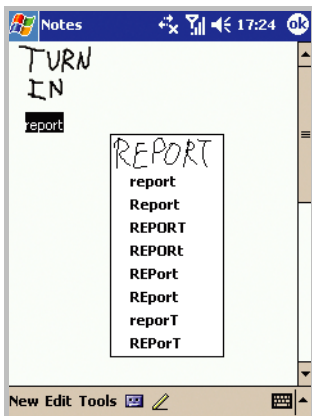 Notes 17:24 ok
TURN
IN
report
REPORT
report
Report
REPORT
REPORt
REPort
REport
reporT
REPorT
New Edit Tools